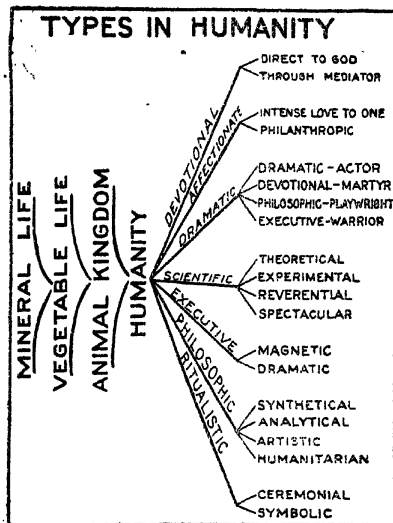 TYPES IN HUMANITY
MINERAL LIFE
VEGETABLE LIFE
ANIMAL KINGDOM
HUMANITY
DEVOTIONAL
DIRECT TO GOD
THROUGH MEDIATOR
AFFECTIONATE
INTENSE LOVE TO ONE
PHILANTHROPIC
DRAMATIC
DRAMATIC-ACTOR
DEVOTIONAL-MARTYR
PHILOSOPHIC-PLAYWRIGHT
EXECUTIVE-WARRIOR
SCIENTIFIC
THEORETICAL
EXPERIMENTAL
REVERENTIAL
SPECTACULAR
EXECUTIVE
MAGNETIC
DRAMATIC
PHILOSOPHIC
SYNTHETICAL
ANALYTICAL
ARTISTIC
HUMANITARIAN
RITUALISTIC
CEREMONIAL
SYMBOLIC